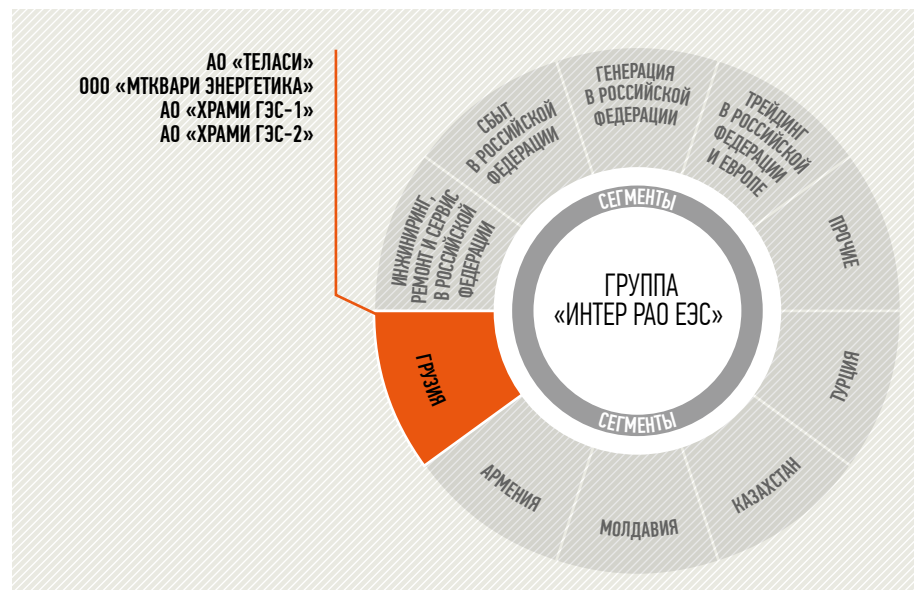 АО «ТЕЛАСИ»
ООО «МТКВАРИ ЭНЕРГЕТИКА»
АО «ХРАМИ ГЭС-1»
АО «ХРАМИ ГЭС-2»
ИНЖИНИРИНГ,
РЕМОНТ И СЕРВИС
В РОССИЙСКОЙ
ФЕДЕРАЦИИ
СБЫТ
В РОССИЙСКОЙ
ФЕДЕРАЦИИ
ГЕНЕРАЦИЯ
В РОССИЙСКОЙ
ФЕДЕРАЦИИ
ТРЕЙДИНГ
В РОССИЙСКОЙ
ФЕДЕРАЦИИ
И ЕВРОПЕ
ПРОЧИЕ
ТУРЦИЯ
КАЗАХСТАН
МОЛДАВИЯ
АРМЕНИЯ
ГРУЗИЯ
СЕГМЕНТЫ
ГРУППА
«ИНТЕР РАО ЕЭС»
СЕГМЕНТЫ